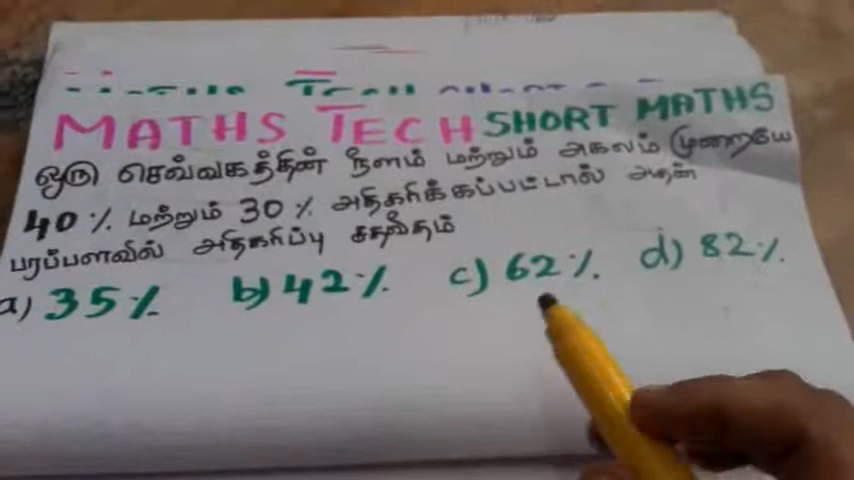 MATHS TECH SHORT MATHS
ஒரு செவ்வகத்தின் நீளம் மற்றும் அகலம் முறையே
40% மற்றும் 30% அதிகரிக்கப்பட்டால் அதன்
பரப்பளவில் அதிகரிப்பு சதவீதம்
a) 35% b) 42% c) 62% d) 82%